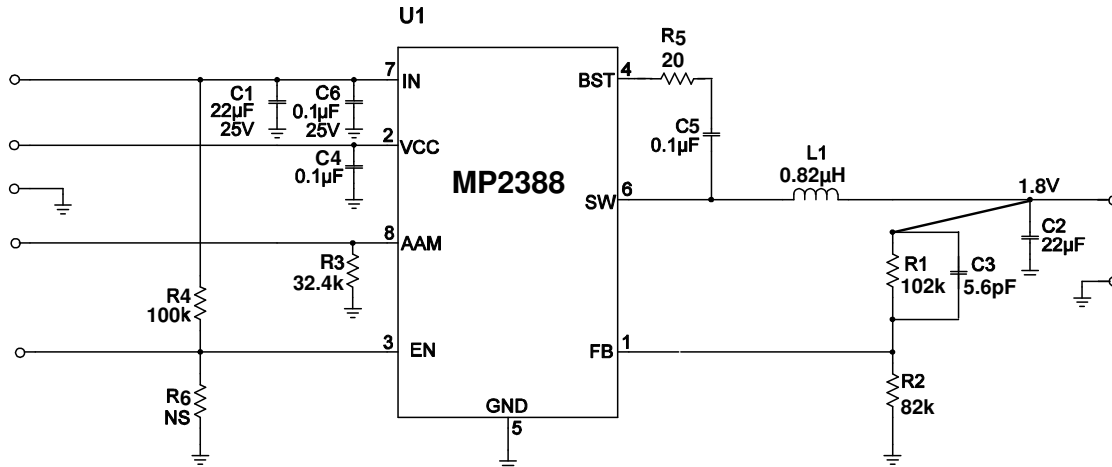 U1
R5
20
7
IN
BST
4
C1
22µF
25V
C6
0.1µF
25V
C5
0.1µF
2
VCC
C4
0.1µF
MP2388
L1
0.82µH
6
SW
1.8V
8
AAM
R3
32.4k
C2
22µF
R1
102k
C3
5.6pF
R4
100k
3
EN
FB
1
R6
NS
R2
82k
GND
5